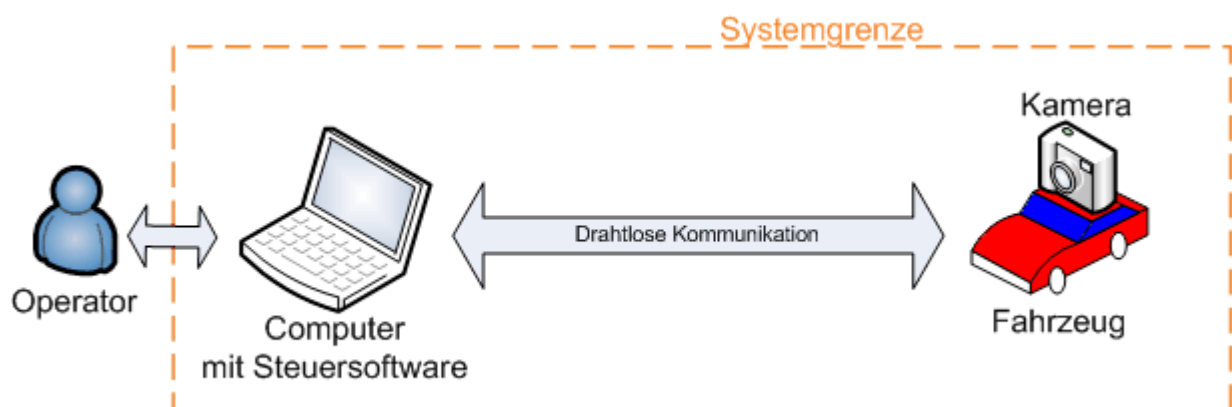 Systemgrenze
Kamera
Drahtlose Kommunikation
Operator
Computer
mit Steuersoftware
Fahrzeug